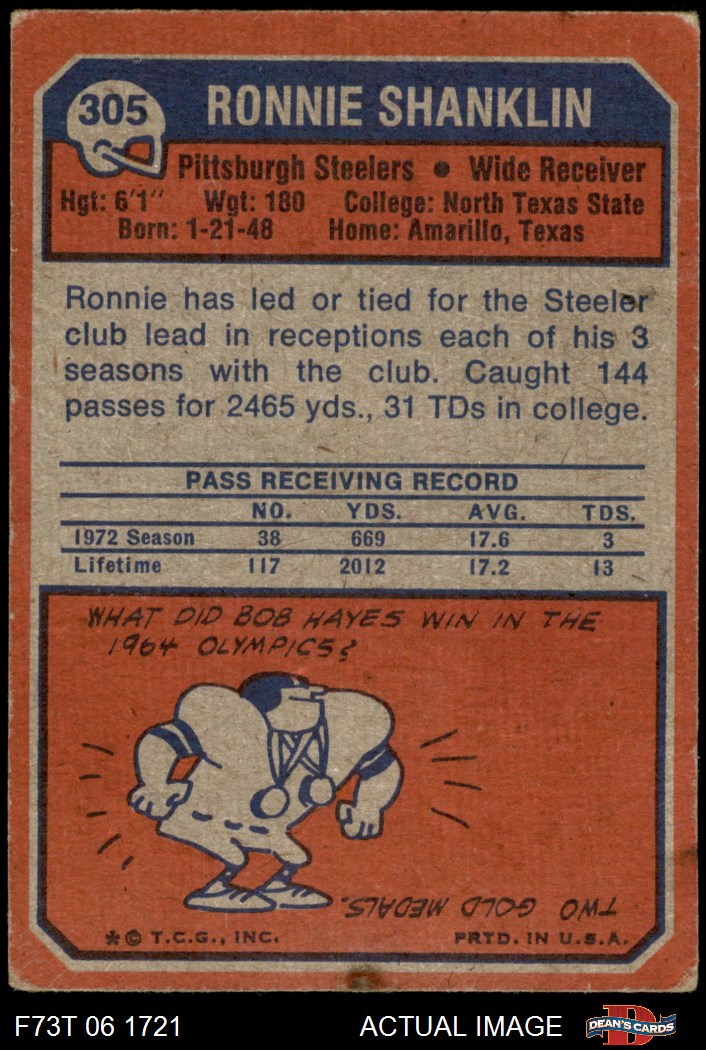 305 RONNIE SHANKLIN
Pittsburgh Steelers • Wide Receiver
Hgt: 6'1" Wgt: 180 College: North Texas State
Born: 1-21-48 Home: Amarillo, Texas
Ronnie has led or tied for the Steeler
club lead in receptions each of his 3
seasons with the club. Caught 144
passes for 2465 yds., 31 TDs in college.
PASS RECEIVING RECORD
NO. YDS. AVG. TDS.
1972 Season 38 669 17.6 3
Lifetime 117 2012 17.2 13
WHAT DID BOB HAYES WIN IN THE
1964 OLYMPICS?
TWO GOLD MEDALS.
*© T.C.G., INC. PRTD. IN U.S.A.
F73T 06 1721 ACTUAL IMAGE D DEAN'S CARDS